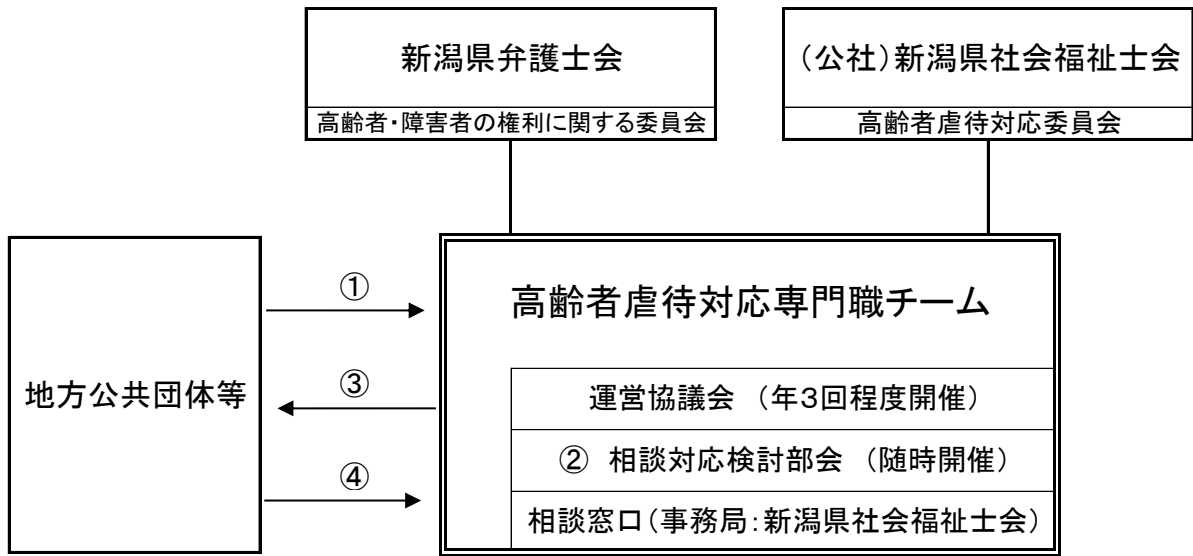 新潟県弁護士会
高齢者・障害者の権利に関する委員会
(公社)新潟県社会福祉士会
高齢者虐待対応委員会
地方公共団体等
①
③
④
高齢者虐待対応専門職チーム
運営協議会 (年3回程度開催)
② 相談対応検討部会 (随時開催)
相談窓口(事務局:新潟県社会福祉士会)